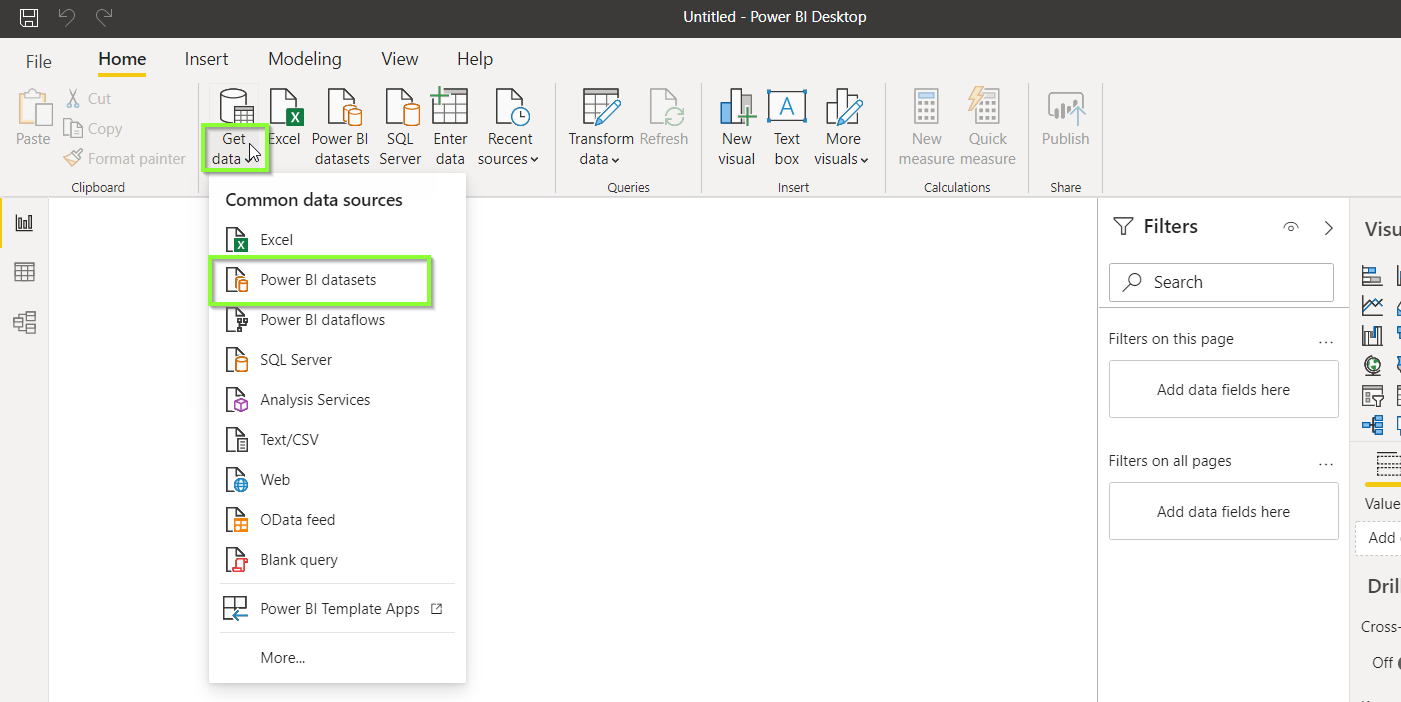 Untitled - Power BI Desktop
File
Home
Insert
Modeling
View
Help
Paste
Cut
Copy
Format painter
Clipboard
Get
data
Excel
Power BI
datasets
SQL
Server
Enter
data
Recent
sources
Transform
data
Refresh
Queries
New
visual
Text
box
More
visuals
Insert
New
measure
Quick
measure
Calculations
Publish
Share
Common data sources
Excel
Power BI datasets
Power BI dataflows
SQL Server
Analysis Services
Text/CSV
Web
OData feed
Blank query
Power BI Template Apps
More...
Filters
Search
Filters on this page
...
Add data fields here
Filters on all pages
...
Add data fields here
Visu
Value
Add
Dril
Cross-
Off